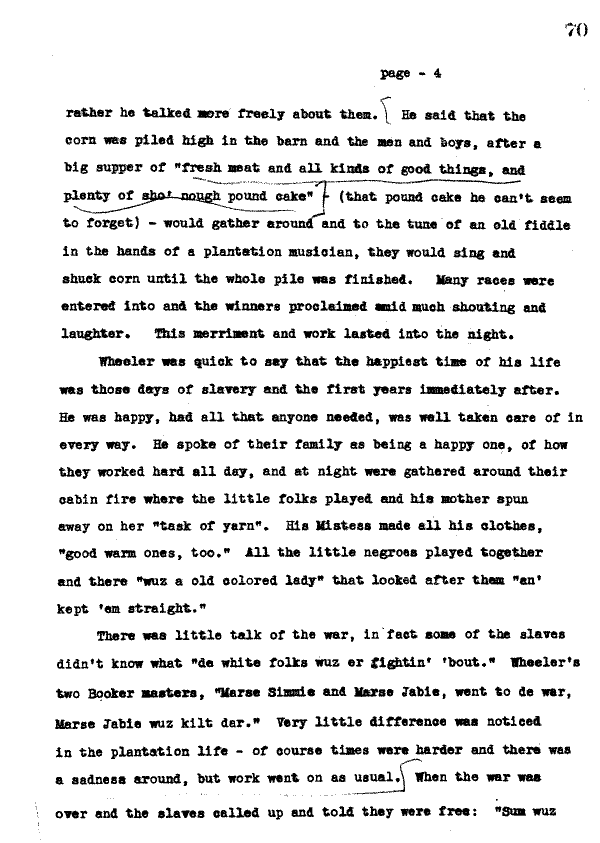 70
page - 4
rather he talked more freely about them. He said that the
corn was piled high in the barn and the men and boys, after a
big supper of "fresh meat and all kinds of good things, and
plenty of sho' nough pound cake" - (that pound cake he can't seem
to forget) - would gather around and to the tune of an old fiddle
in the hands of a plantation musician, they would sing and
shuck corn until the whole pile was finished. Many races were
entered into and the winners proclaimed amid much shouting and
laughter. This merriment and work lasted into the night.
Wheeler was quick to say that the happiest time of his life
was those days of slavery and the first years immediately after.
He was happy, had all that anyone needed, was well taken care of in
every way. He spoke of their family as being a happy one, of how
they worked hard all day, and at night were gathered around their
cabin fire where the little folks played and his mother spun
away on her "task of yarn". His Mistess made all his clothes,
"good warm ones, too." All the little negroes played together
and there "wuz a old colored lady" that looked after them "an'
kept 'em straight."
There was little talk of the war, in fact some of the slaves
didn't know what "de white folks wuz er fightin' 'bout." Wheeler's
two Booker masters, "Marse Simmie and Marse Jabie, went to de war,
Marse Jabie wuz kilt dar." Very little difference was noticed
in the plantation life - of course times were harder and there was
a sadness around, but work went on as usual. When the war was
over and the slaves called up and told they were free: "Sum wuz